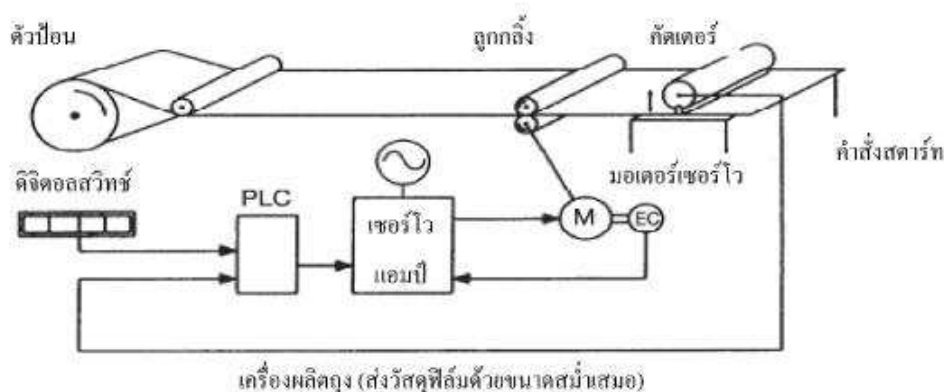 ตัวป้อน
ลูกกลิ้ง
คัตเตอร์
คำสั่งสตาร์ท
มอเตอร์เซอร์โว
ดิจิตอลสวิทช์
PLC
เซอร์โว
แอมป์
M
EC
เครื่องผลิตถุง (ส่งวัสดุฟิล์มด้วยขนาดสม่ำเสมอ)